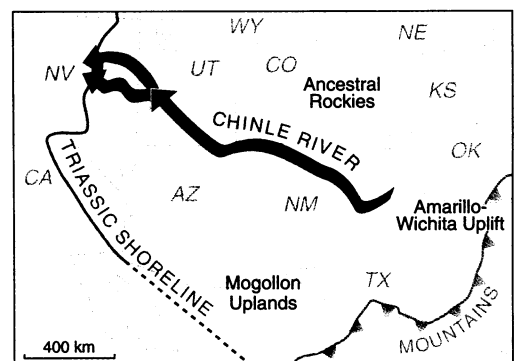 WY
NE
NV
UT
CO
Ancestral
Rockies
KS
CHINLE RIVER
OK
CA
TRIASSIC SHORELINE
AZ
NM
Amarillo-
Wichita Uplift
Mogollon
Uplands
TX
MOUNTAINS
400 km